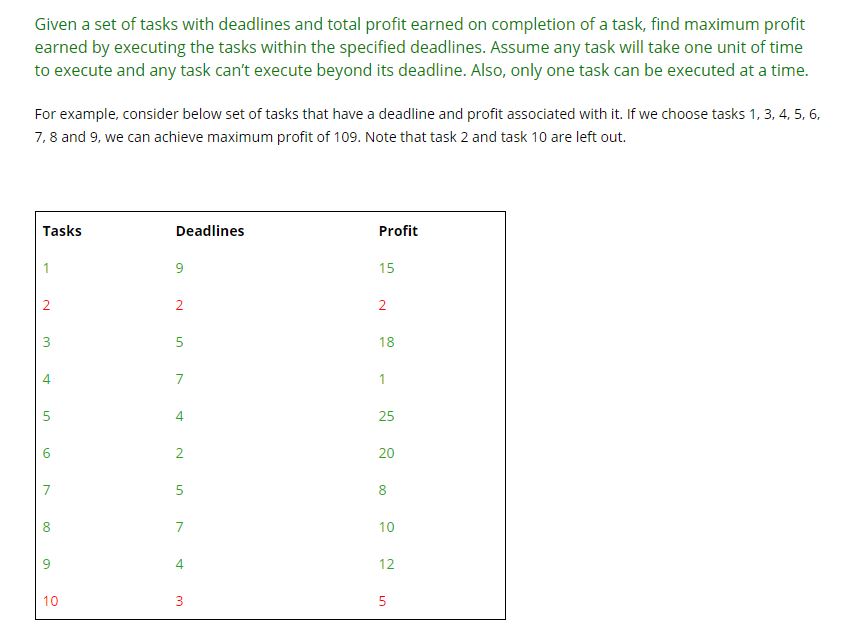 Given a set of tasks with deadlines and total profit earned on completion of a task, find maximum profit
earned by executing the tasks within the specified deadlines. Assume any task will take one unit of time
to execute and any task can’t execute beyond its deadline. Also, only one task can be executed at a time.
For example, consider below set of tasks that have a deadline and profit associated with it. If we choose tasks 1, 3, 4, 5, 6,
7, 8 and 9, we can achieve maximum profit of 109. Note that task 2 and task 10 are left out.
Tasks Deadlines Profit
1 9 15
2 2 2
3 5 18
4 7 1
5 4 25
6 2 20
7 5 8
8 7 10
9 4 12
10 3 5